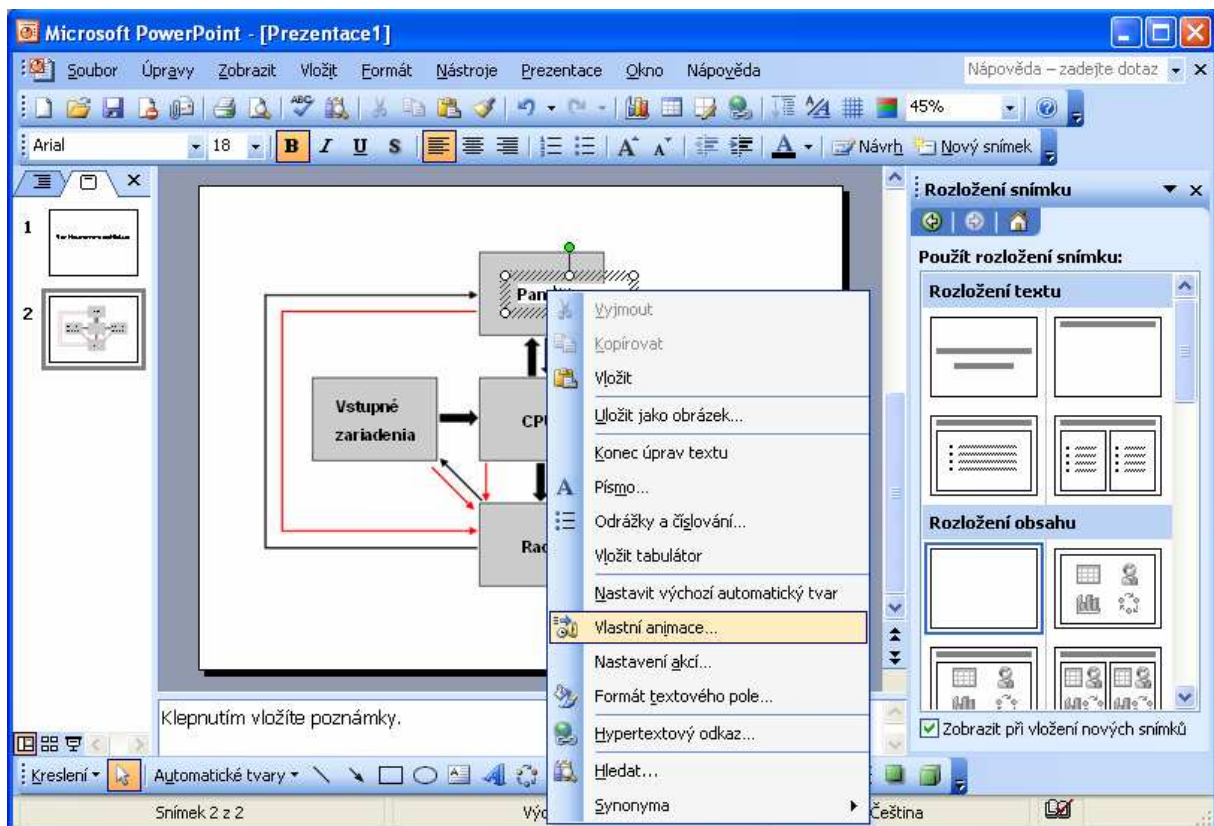 Microsoft PowerPoint - [Prezentace1]
Soubor Úpravy Zobrazit Vložit Formát Nástroje Prezentace Okno Nápověda Nápověda – zadejte dotaz
45%
Arial 18 B I U S Návrh Nový snímek
Rozložení snímku
Použít rozložení snímku:
Rozložení textu
Rozložení obsahu
Zobrazit při vložení nových snímků
1
2
Vstupné
zariadenia
Vyjmout
Kopírovat
Vložit
Uložit jako obrázek...
Konec úprav textu
Písmo...
Odrážky a číslování...
Vložit tabulátor
Nastavit výchozí automatický tvar
Vlastní animace...
Nastavení akcí...
Formát textového pole...
Hypertextový odkaz...
Hledat...
Synonyma
Klepnutím vložíte poznámky.
Kreslení Automatické tvary
Snímek 2 z 2 Čeština